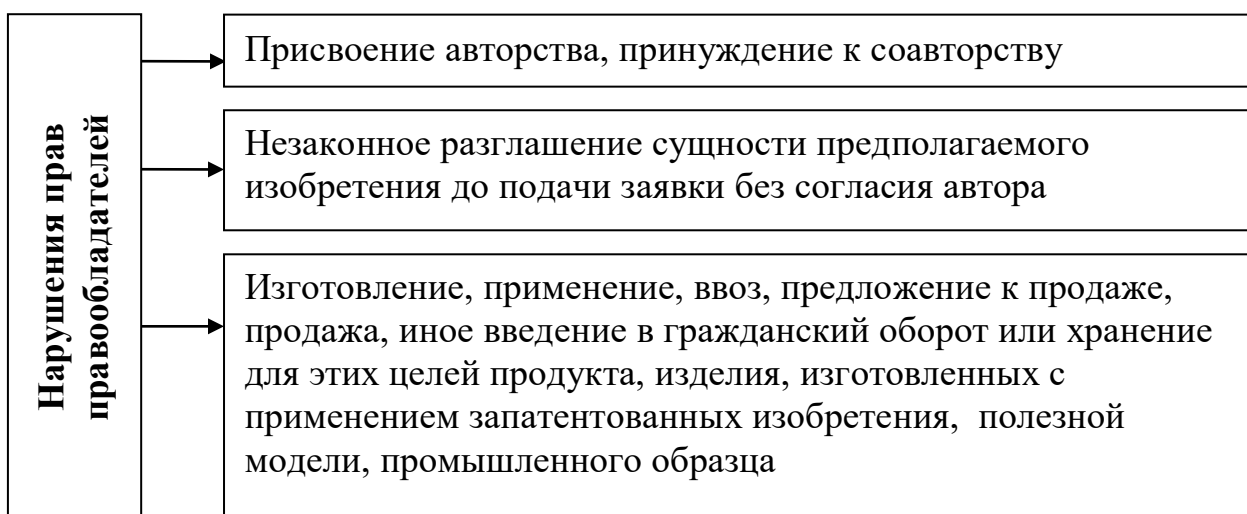 Нарушения прав
правообладателей
Присвоение авторства, принуждение к соавторству
Незаконное разглашение сущности предполагаемого
изобретения до подачи заявки без согласия автора
Изготовление, применение, ввоз, предложение к продаже,
продажа, иное введение в гражданский оборот или хранение
для этих целей продукта, изделия, изготовленных с
применением запатентованных изобретения, полезной
модели, промышленного образца